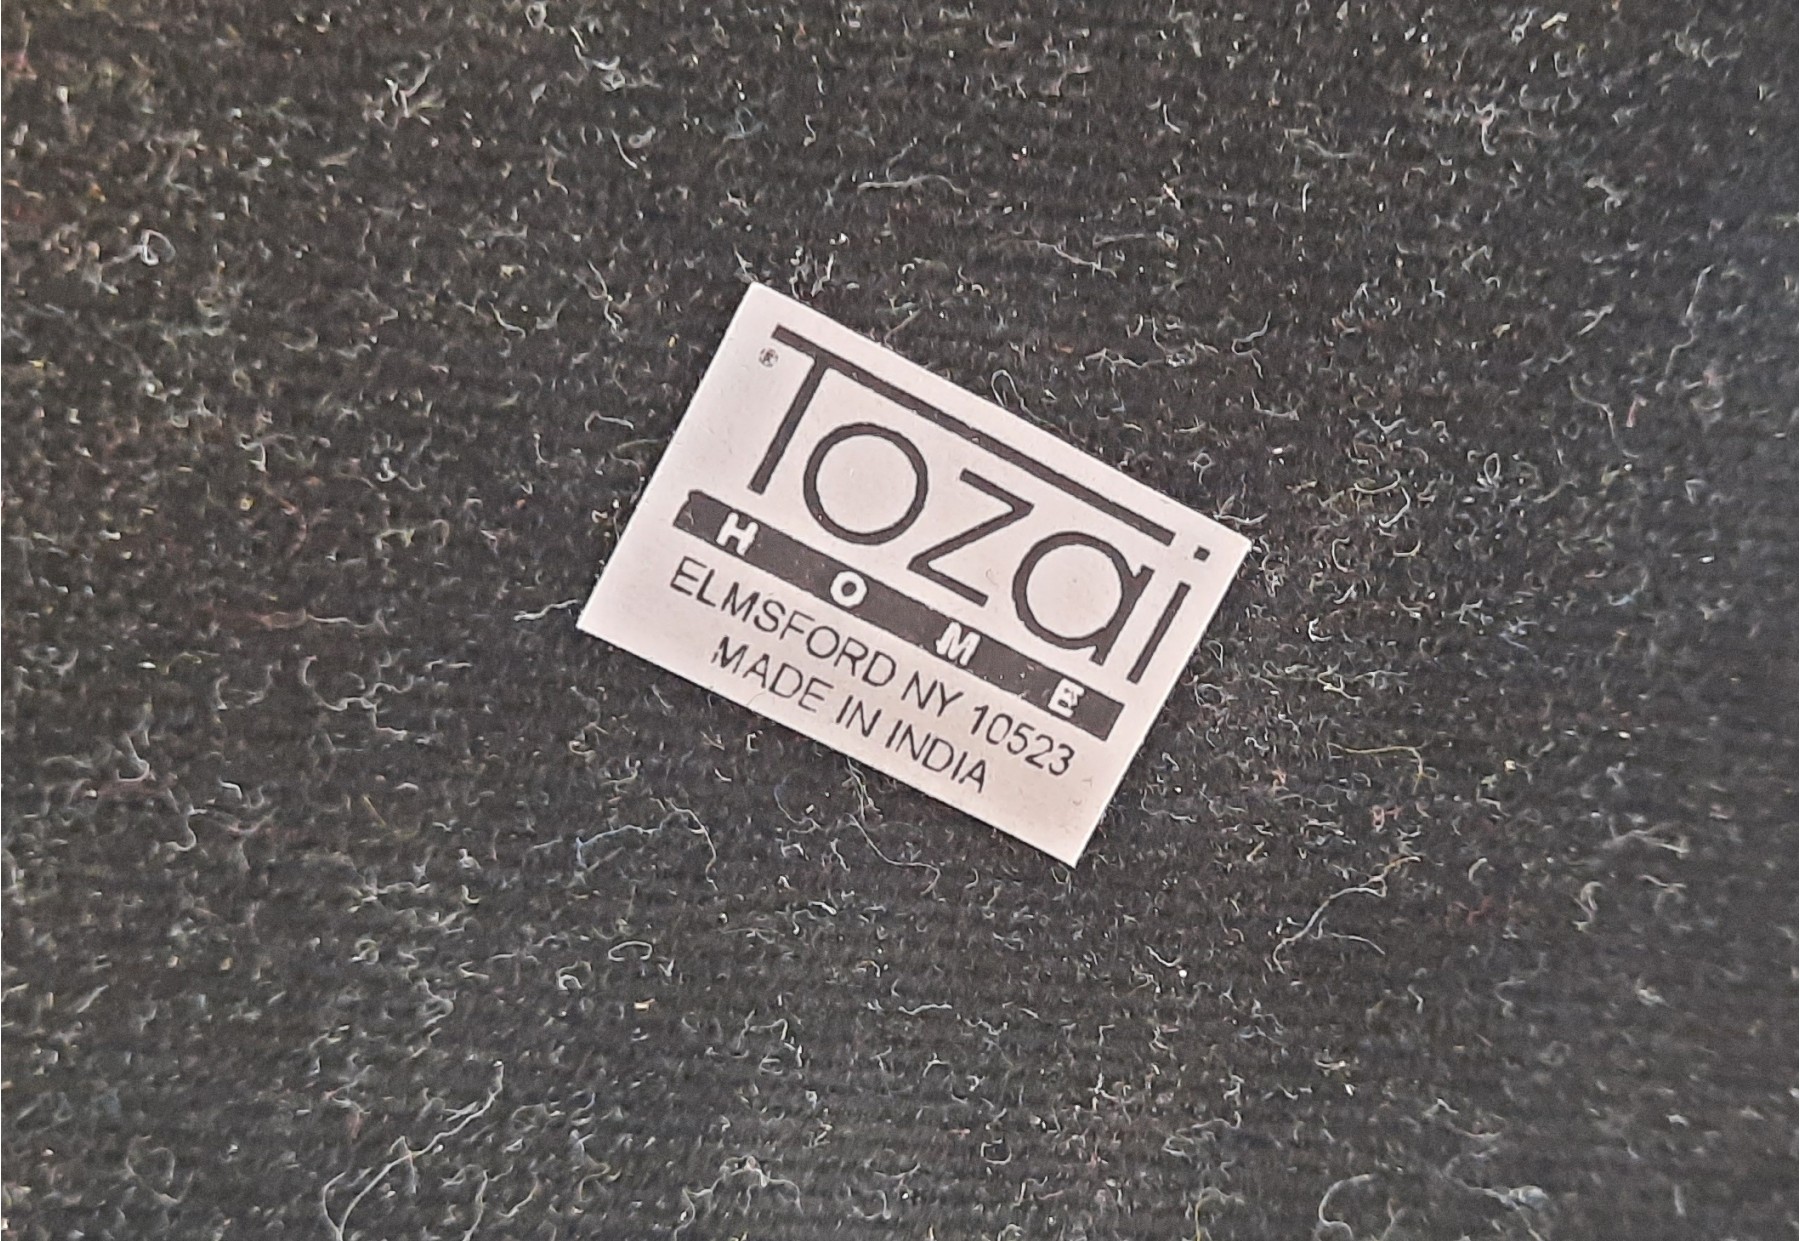 ® Tozai
HOME
ELMSFORD NY 10523
MADE IN INDIA